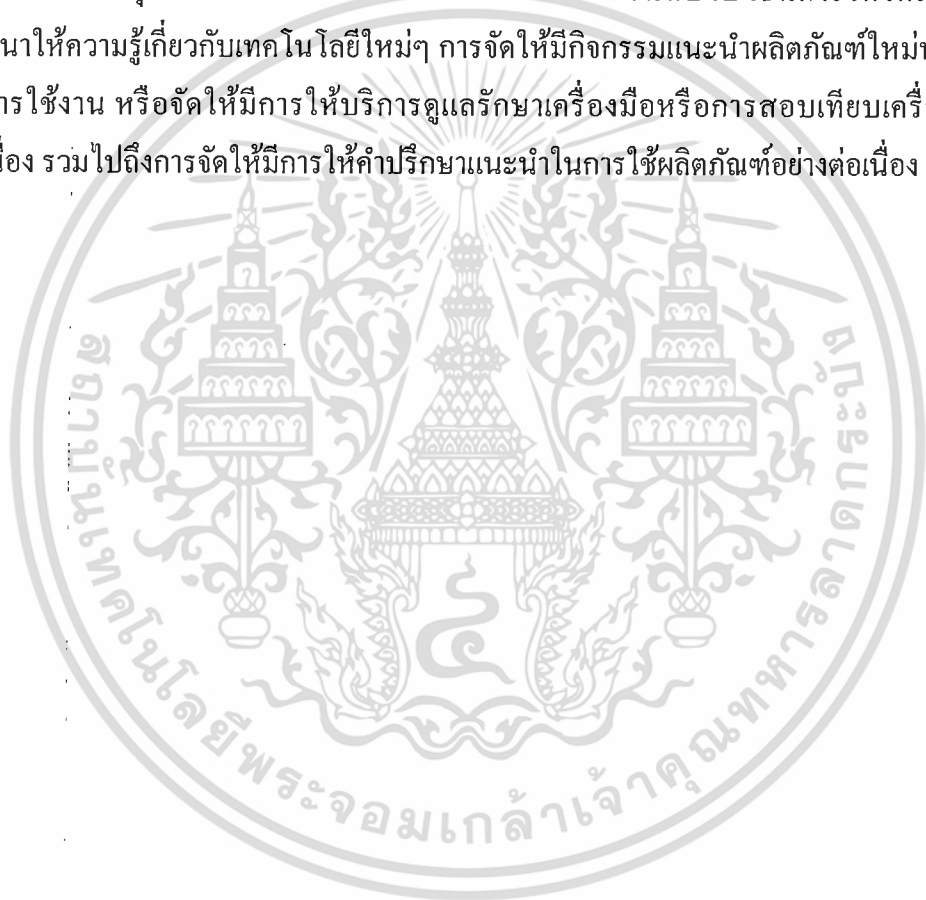 นาให้ความรู้เกี่ยวกับเทคโนโลยีใหม่ๆ การจัดให้มีกิจกรรมแนะนำผลิตภัณฑ์ใหม่
ารใช้งาน หรือจัดให้มีการให้บริการดูแลรักษาเครื่องมือหรือการสอบเทียบเครื่
นื่อง รวมไปถึงการจัดให้มีการให้คำปรึกษาแนะนำในการใช้ผลิตภัณฑ์อย่างต่อเนื่อง
สถาบันเทคโนโลยีพระจอมเกล้าเจ้าคุณทหารลาดกระบัง